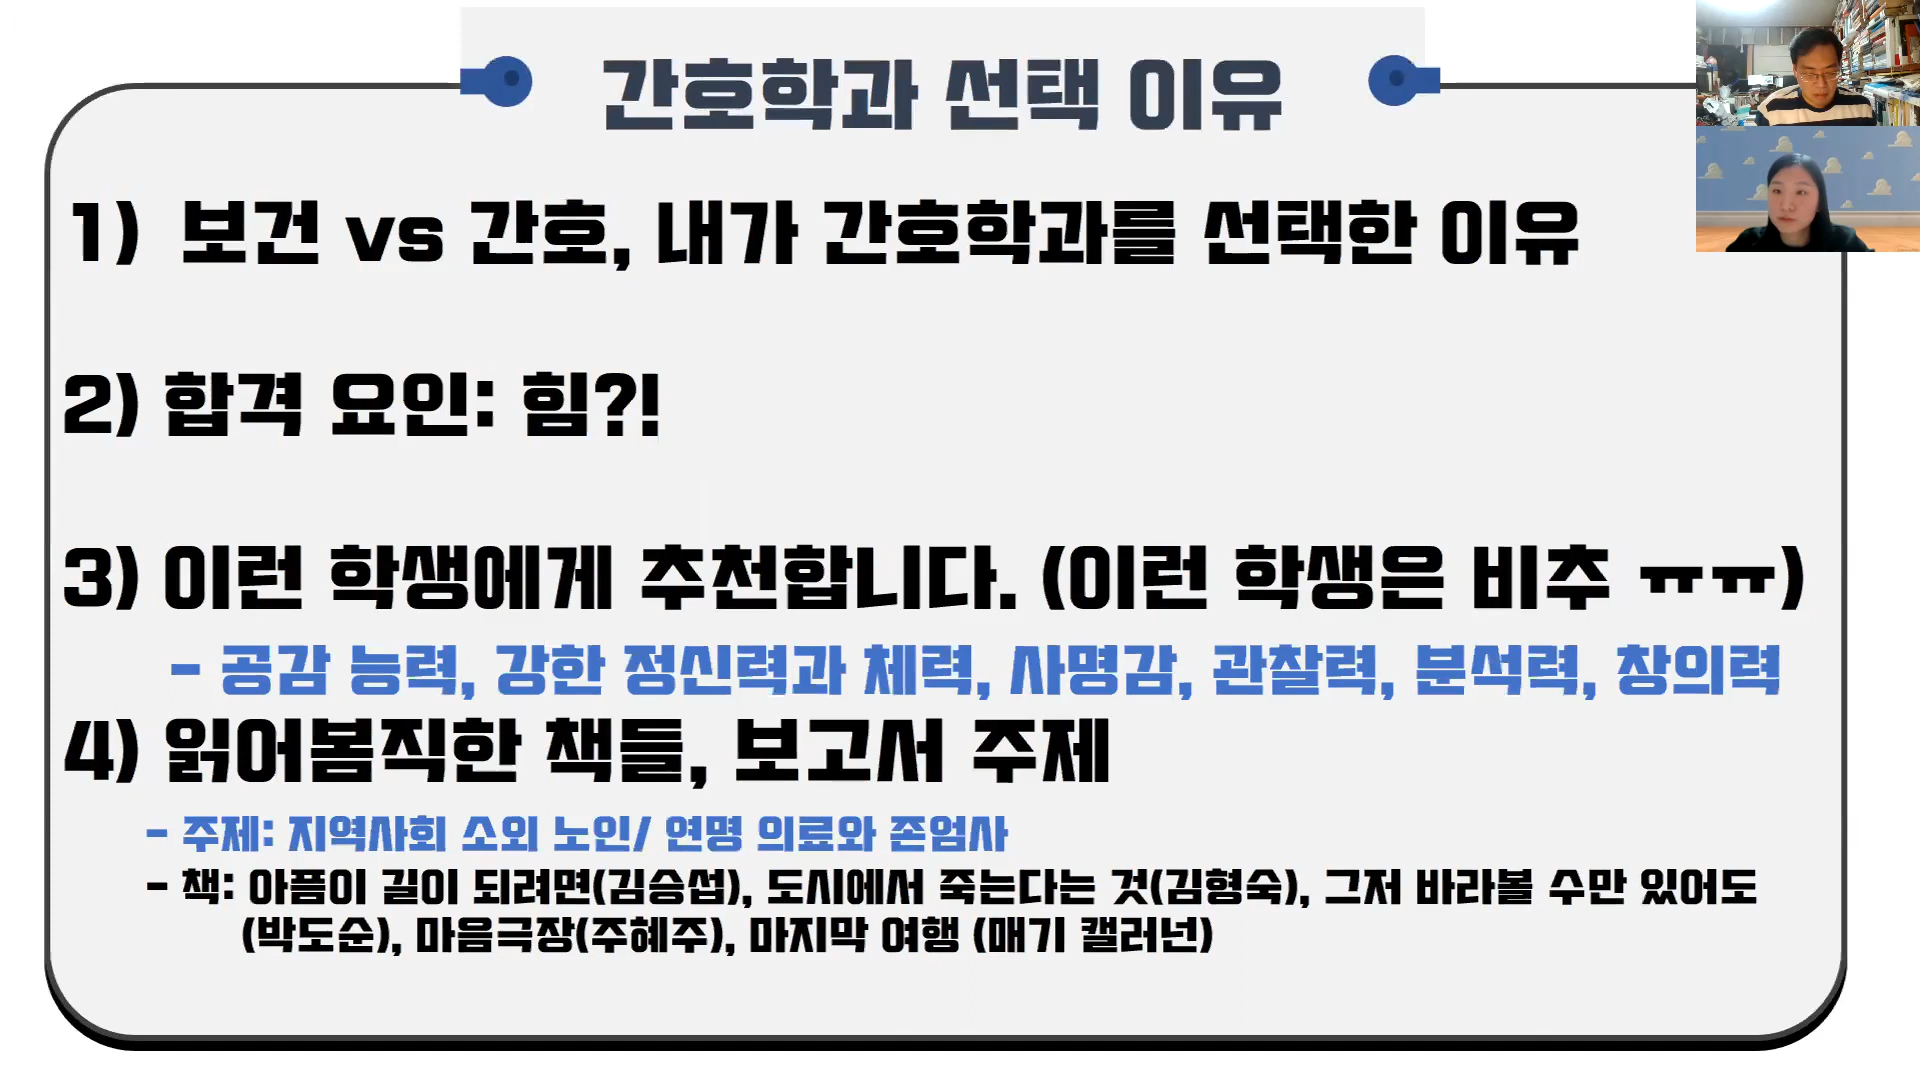 간호학과 선택 이유
1) 보건 vs 간호, 내가 간호학과를 선택한 이유
2) 합격 요인: 힘?!
3) 이런 학생에게 추천합니다. (이런 학생은 비추 ㅠㅠ)
- 공감 능력, 강한 정신력과 체력, 사명감, 관찰력, 분석력, 창의력
4) 읽어봄직한 책들, 보고서 주제
- 주제: 지역사회 소외 노인/ 연명 의료와 존엄사
- 책: 아픔이 길이 되려면(김승섭), 도시에서 죽는다는 것(김형숙), 그저 바라볼 수만 있어도
(박도순), 마음극장(주혜주), 마지막 여행 (매기 캘러넌)